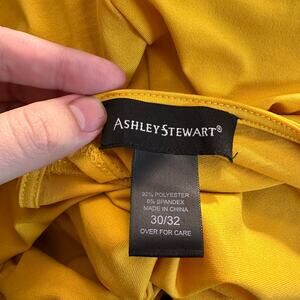 ASHLEY STEWART®
92% POLYESTER
8% SPANDEX
MADE IN CHINA
30/32
OVER FOR CARE